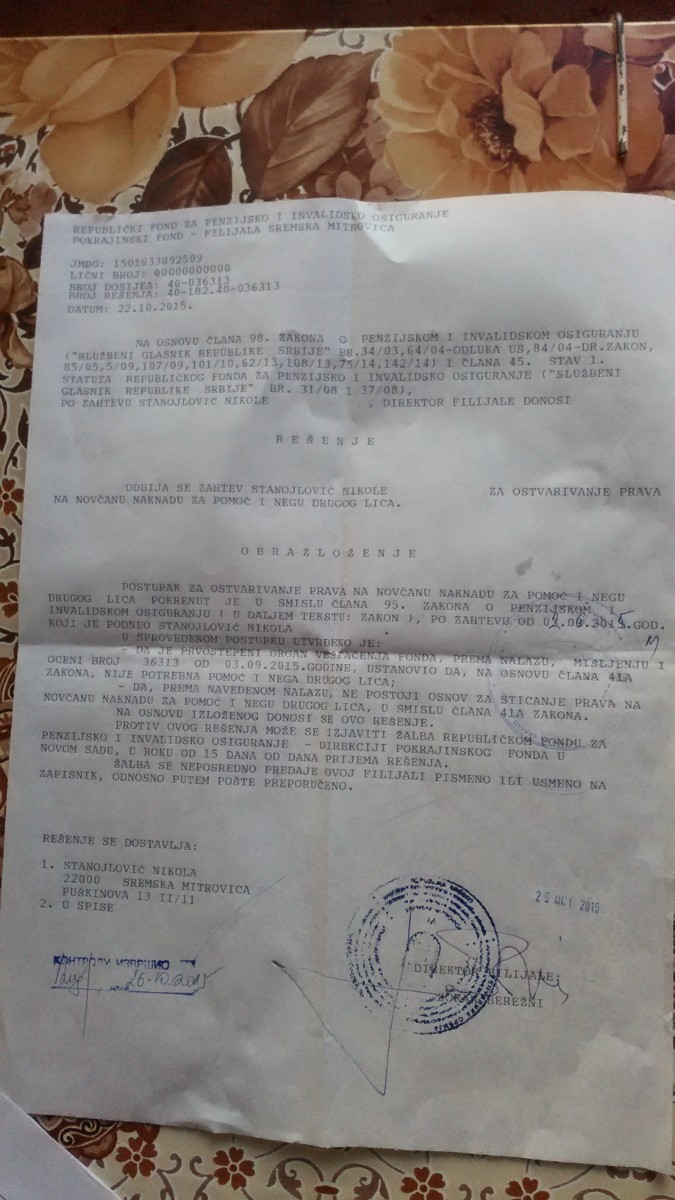 REPUBLIČKI FOND ZA PENZIJSKO I INVALIDSKO OSIGURANJE
POKRAJINSKI FOND - FILIJALA SREMSKA MITROVICA
JMBG: 1501933892509
LIČNI BROJ: 00000000000
BROJ DOSIJEA: 40-036313
BROJ REŠENJA: 40-182.40-036313
DATUM: 22.10.2015.
NA OSNOVU ČLANA 98. ZAKONA O PENZIJSKOM I INVALIDSKOM OSIGURANJU
("SLUŽBENI GLASNIK REPUBLIKE SRBIJE" BR.34/03,64/04-ODLUKA US,84/04-DR.ZAKON,
85/05,5/09,107/09,101/10,62/13,108/13,75/14,142/14) I ČLANA 45. STAV 1.
STATUTA REPUBLIČKOG FONDA ZA PENZIJSKO I INVALIDSKO OSIGURANJE ("SLUŽBENI
GLASNIK REPUBLIKE SRBIJE" BR. 31/08 I 37/08),
PO ZAHTEVU STANOJLOVIĆ NIKOLE , DIREKTOR FILIJALE DONOSI
R E Š E N J E
ODBIJA SE ZAHTEV STANOJLOVIĆ NIKOLE ZA OSTVARIVANJE PRAVA
NA NOVČANU NAKNADU ZA POMOĆ I NEGU DRUGOG LICA.
O B R A Z L O Ž E N J E
POSTUPAK ZA OSTVARIVANJE PRAVA NA NOVČANU NAKNADU ZA POMOĆ I NEGU
DRUGOG LICA POKRENUT JE U SMISLU ČLANA 95. ZAKONA O PENZIJSKOM I
INVALIDSKOM OSIGURANJU ( U DALJEM TEKSTU: ZAKON ), PO ZAHTEVU OD GOD.
KOJI JE PODNEO STANOJLOVIĆ NIKOLA
U SPROVEDENOM POSTUPKU UTVRĐENO JE:
- DA JE PRVOSTEPENI ORGAN VEŠTAČENJA FONDA, PREMA NALAZU, MIŠLJENJU I
OCENI BROJ 36313 OD 03.09.2015.GODINE, USTANOVIO DA, NA OSNOVU ČLANA 41A
ZAKONA, NIJE POTREBNA POMOĆ I NEGA DRUGOG LICA;
- DA, PREMA NAVEDENOM NALAZU, NE POSTOJI OSNOV ZA STICANJE PRAVA NA
NOVČANU NAKNADU ZA POMOĆ I NEGU DRUGOG LICA, U SMISLU ČLANA 41A ZAKONA.
NA OSNOVU IZLOŽENOG DONOSI SE OVO REŠENJE.
PROTIV OVOG REŠENJA MOŽE SE IZJAVITI ŽALBA REPUBLIČKOM FONDU ZA
PENZIJSKO I INVALIDSKO OSIGURANJE - DIREKCIJI POKRAJINSKOG FONDA U
NOVOM SADU, U ROKU OD 15 DANA OD DANA PRIJEMA REŠENJA.
ŽALBA SE NEPOSREDNO PREDAJE OVOJ FILIJALI PISMENO ILI USMENO NA
ZAPISNIK, ODNOSNO PUTEM POŠTE PREPORUČENO.
REŠENJE SE DOSTAVLJA:
1. STANOJLOVIĆ NIKOLA
22000 SREMSKA MITROVICA
PUŠKINOVA 13 II/11
2. U SPISE
КОНТРОЛУ ИЗВРШИО
26-10.2015
DIREKTOR FILIJALE:
BEREŽNI